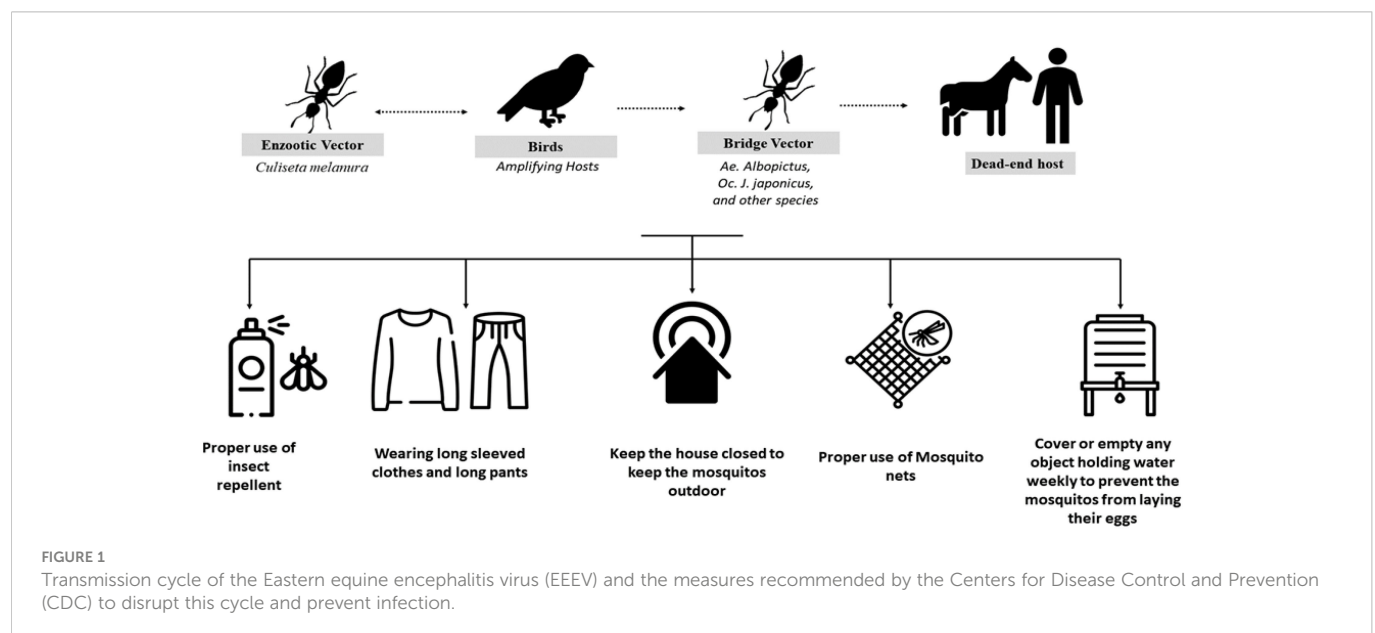 Enzootic Vector
Culiseta melanura
Birds
Amplifying Hosts
Bridge Vector
Ae. Albopictus,
Oc. J. japonicus,
and other species
Dead-end host
Proper use of
insect
repellent
Wearing long sleeved
clothes and long pants
Keep the house closed to
keep the mosquitos
outdoor
Proper use of Mosquito
nets
Cover or empty any
object holding water
weekly to prevent the
mosquitos from laying
their eggs
FIGURE 1
Transmission cycle of the Eastern equine encephalitis virus (EEEV) and the measures recommended by the Centers for Disease Control and Prevention
(CDC) to disrupt this cycle and prevent infection.